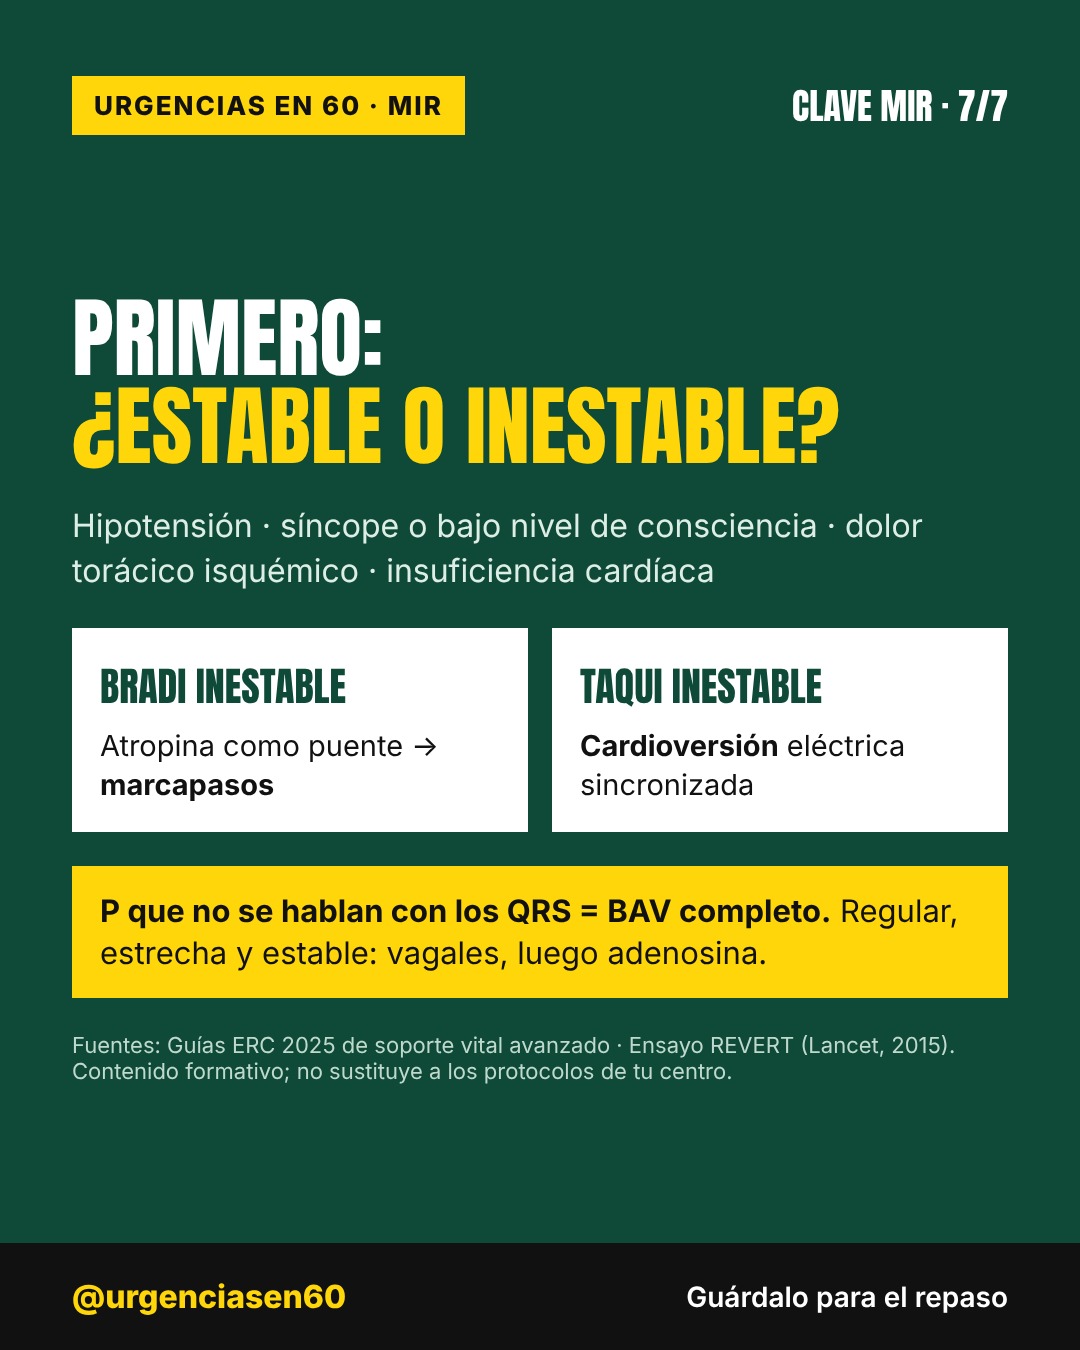 URGENCIAS EN 60 · MIR
CLAVE MIR · 7/7
PRIMERO:
¿ESTABLE O INESTABLE?
Hipotensión · síncope o bajo nivel de consciencia · dolor
torácico isquémico · insuficiencia cardíaca
BRADI INESTABLE
Atropina como puente →
marcapasos
TAQUI INESTABLE
Cardioversión eléctrica
sincronizada
P que no se hablan con los QRS = BAV completo. Regular,
estrecha y estable: vagales, luego adenosina.
Fuentes: Guías ERC 2025 de soporte vital avanzado · Ensayo REVERT (Lancet, 2015).
Contenido formativo; no sustituye a los protocolos de tu centro.
@urgenciasen60
Guárdalo para el repaso